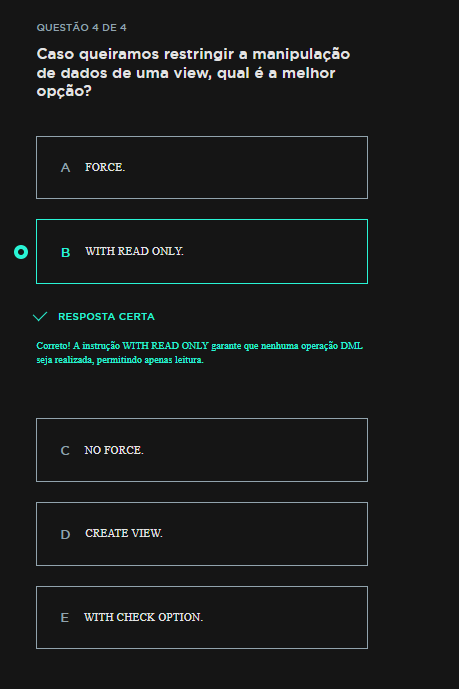 QUESTÃO 4 DE 4
Caso queiramos restringir a manipulação
de dados de uma view, qual é a melhor
opção?
A FORCE.
B WITH READ ONLY.
RESPOSTA CERTA
Correto! A instrução WITH READ ONLY garante que nenhuma operação DML
seja realizada, permitindo apenas leitura.
C NO FORCE.
D CREATE VIEW.
E WITH CHECK OPTION.